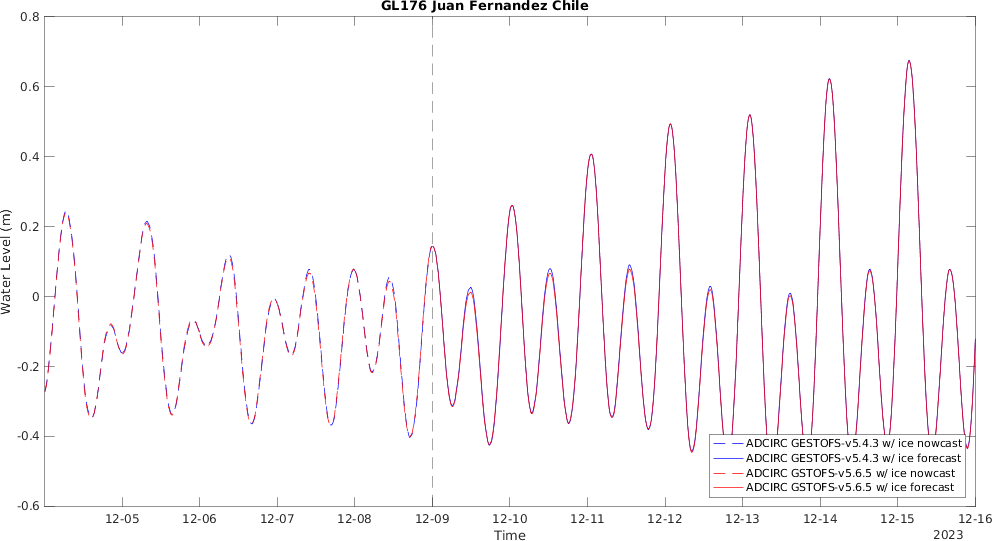 GL176 Juan Fernandez Chile
0.8
0.6
0.4
0.2
0
-0.2
-0.4
-0.6
Water Level (m)
12-05 12-06 12-07 12-08 12-09 12-10 12-11 12-12 12-13 12-14 12-15 12-16
Time
2023
ADCIRC GESTOFS-v5.4.3 w/ ice nowcast
ADCIRC GESTOFS-v5.4.3 w/ ice forecast
ADCIRC GSTOFS-v5.6.5 w/ ice nowcast
ADCIRC GSTOFS-v5.6.5 w/ ice forecast